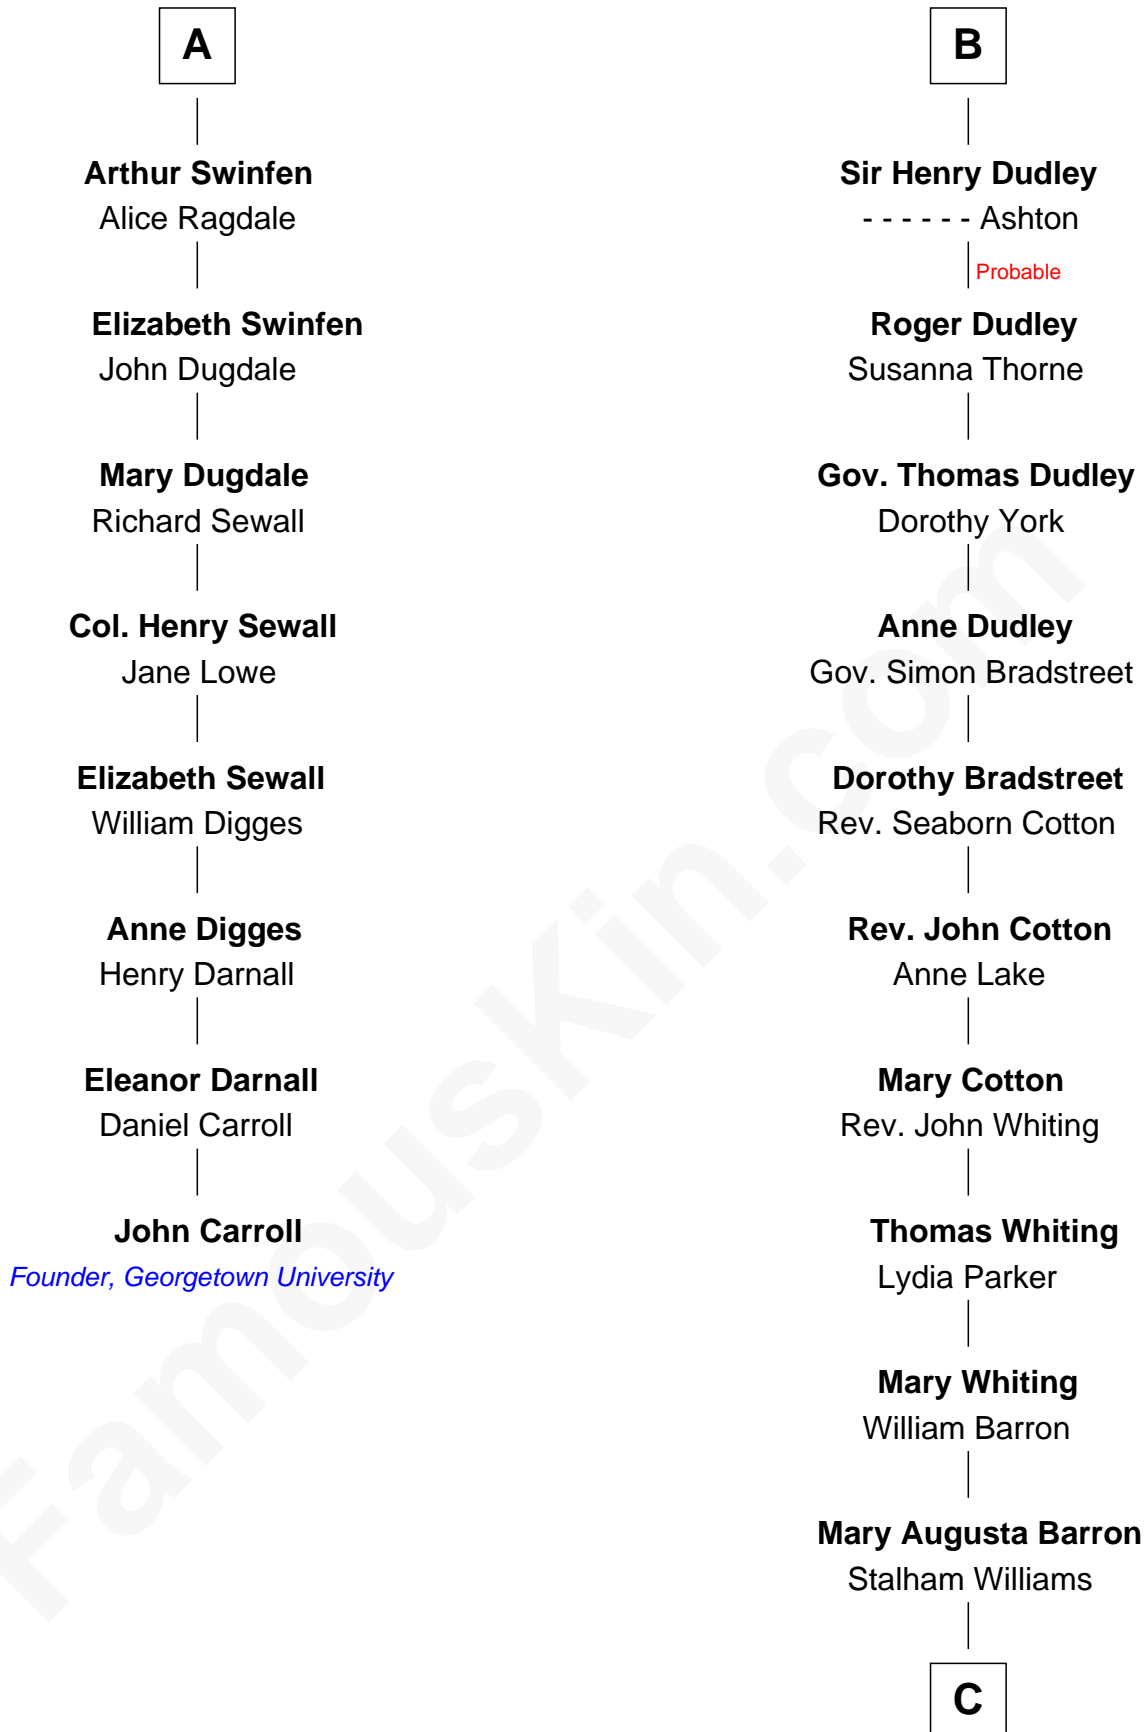 A
Arthur Swinfen
Alice Ragdale
Elizabeth Swinfen
John Dugdale
Mary Dugdale
Richard Sewall
Col. Henry Sewall
Jane Lowe
Elizabeth Sewall
William Digges
Anne Digges
Henry Darnall
Eleanor Darnall
Daniel Carroll
John Carroll
Founder, Georgetown University
B
Sir Henry Dudley
- - - - - - Ashton
Probable
Roger Dudley
Susanna Thorne
Gov. Thomas Dudley
Dorothy York
Anne Dudley
Gov. Simon Bradstreet
Dorothy Bradstreet
Rev. Seaborn Cotton
Rev. John Cotton
Anne Lake
Mary Cotton
Rev. John Whiting
Thomas Whiting
Lydia Parker
Mary Whiting
William Barron
Mary Augusta Barron
Stalham Williams
C
FamousKin.com